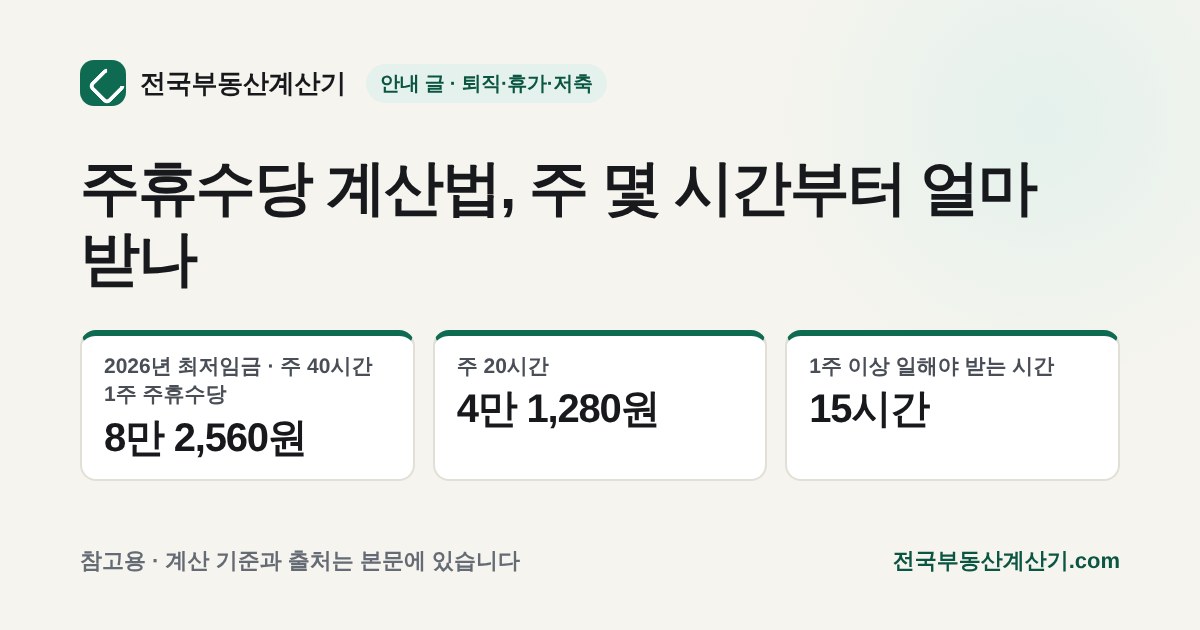 전국부동산계산기
안내 글 · 퇴직·휴가·저축
주휴수당 계산법, 주 몇 시간부터 얼마
받나
2026년 최저임금 · 주 40시간
1주 주휴수당
8만 2,560원
주 20시간
4만 1,280원
1주 이상 일해야 받는 시간
15시간
참고용 · 계산 기준과 출처는 본문에 있습니다
전국부동산계산기.com